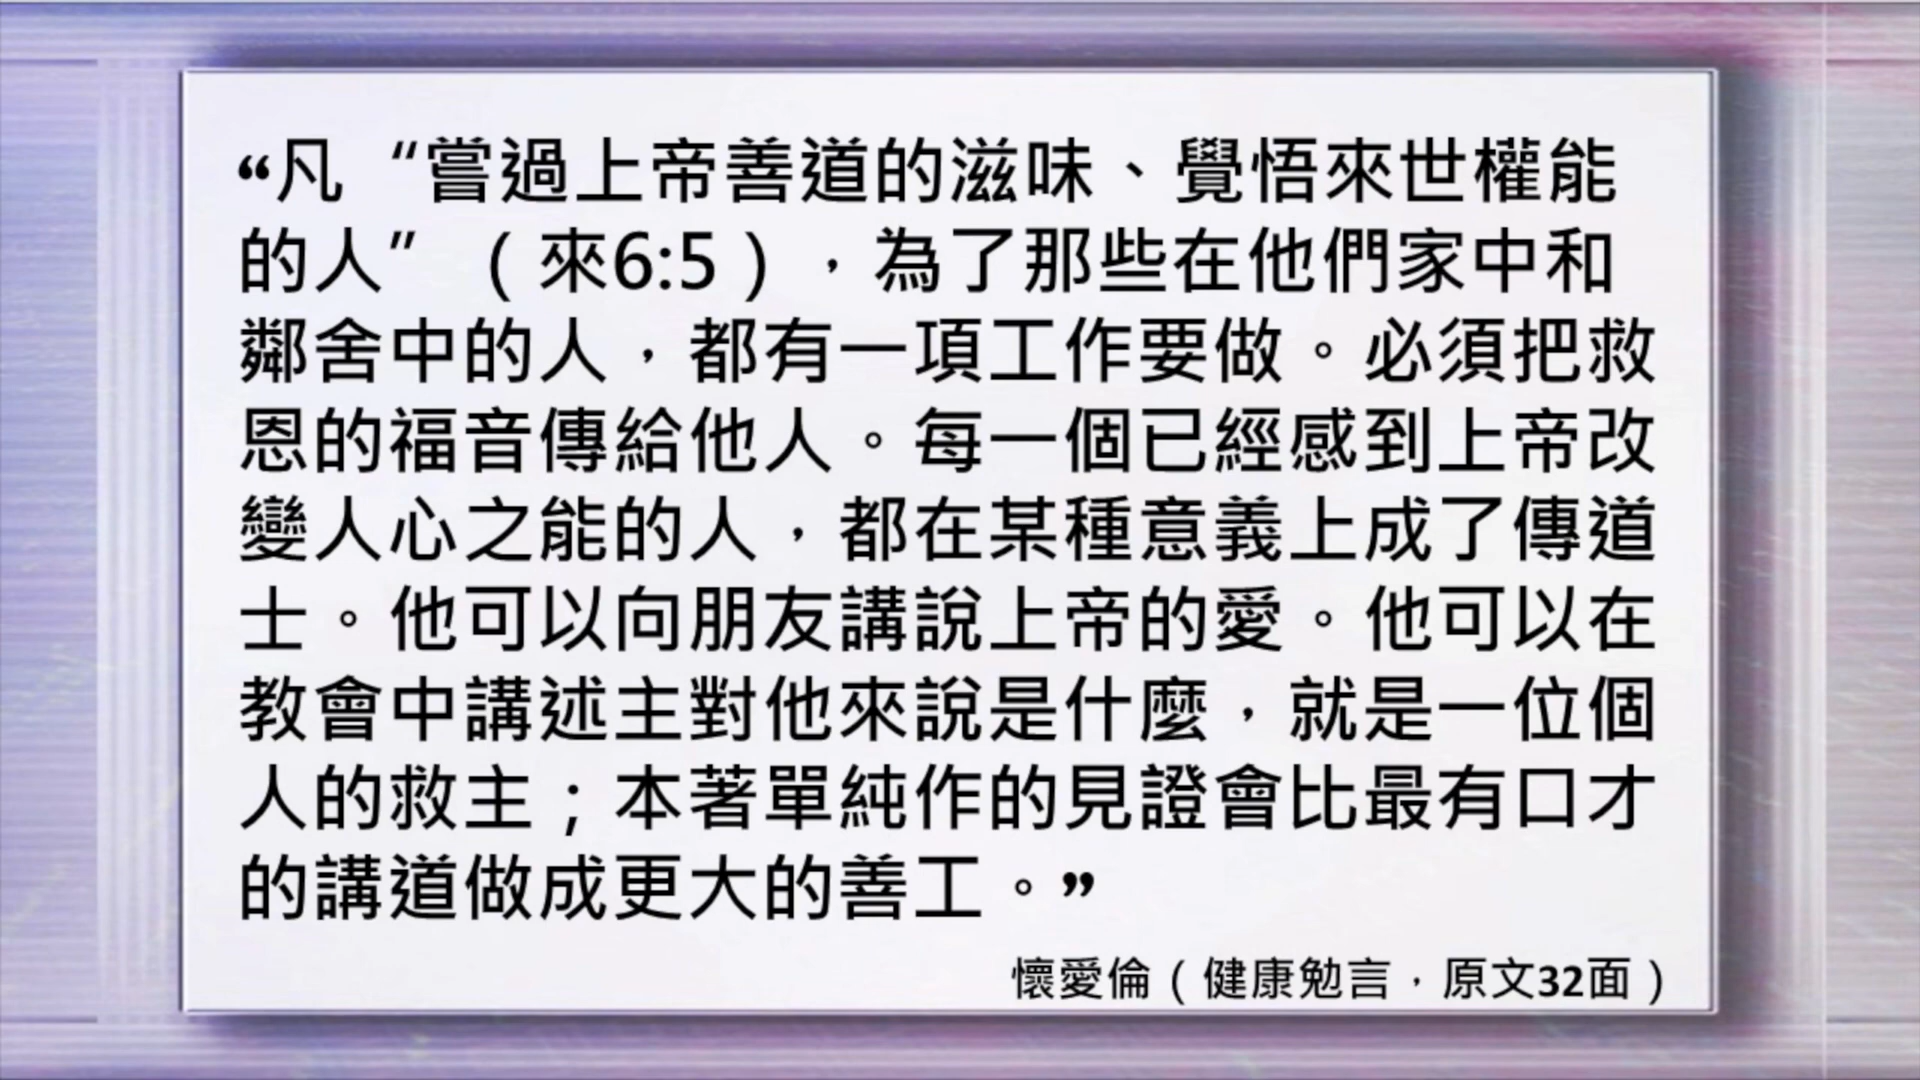 “凡“嘗過上帝善道的滋味、覺悟來世權能
的人”（來6:5），為了那些在他們家中和
鄰舍中的人，都有一項工作要做。必須把救
恩的福音傳給他人。每一個已經感到上帝改
變人心之能的人，都在某種意義上成了傳道
士。他可以向朋友講說上帝的愛。他可以在
教會中講述主對他來說是什麼，就是一位個
人的救主；本著單純作的見證會比最有口才
的講道做成更大的善工。”
懷愛倫（健康勉言，原文32面）